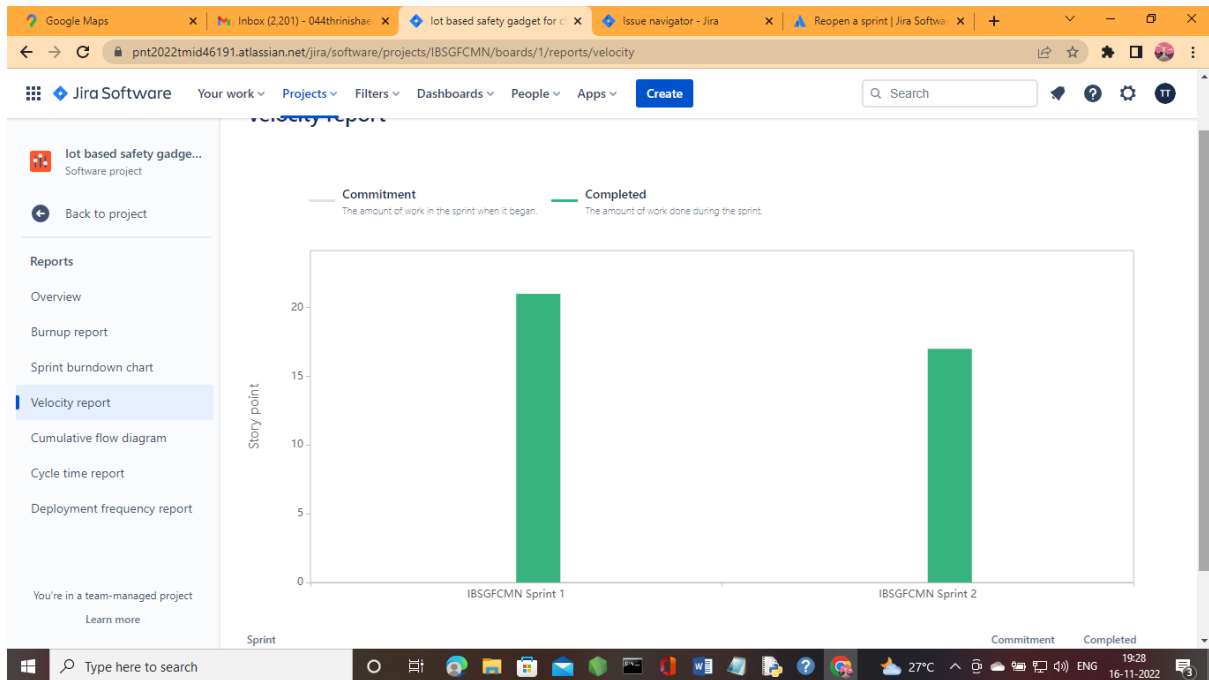 Google Maps
Inbox (2,201) - 044thrinishae
Iot based safety gadget for c
Issue navigator - Jira
Reopen a sprint | Jira Softwa
pnt2022tmid46191.atlassian.net/jira/software/projects/IBSGFCMN/boards/1/reports/velocity
Jira Software
Your work
Projects
Filters
Dashboards
People
Apps
Create
Search
TT
Velocity report
Iot based safety gadge...
Software project
Back to project
Reports
Overview
Burnup report
Sprint burndown chart
Velocity report
Cumulative flow diagram
Cycle time report
Deployment frequency report
You're in a team-managed project
Learn more
Commitment
The amount of work in the sprint when it began.
Completed
The amount of work done during the sprint.
Story point
20
15
10
5
0
IBSGFCMN Sprint 1
IBSGFCMN Sprint 2
Sprint
Commitment
Completed
Type here to search
27°C
ENG
19:28
16-11-2022
3